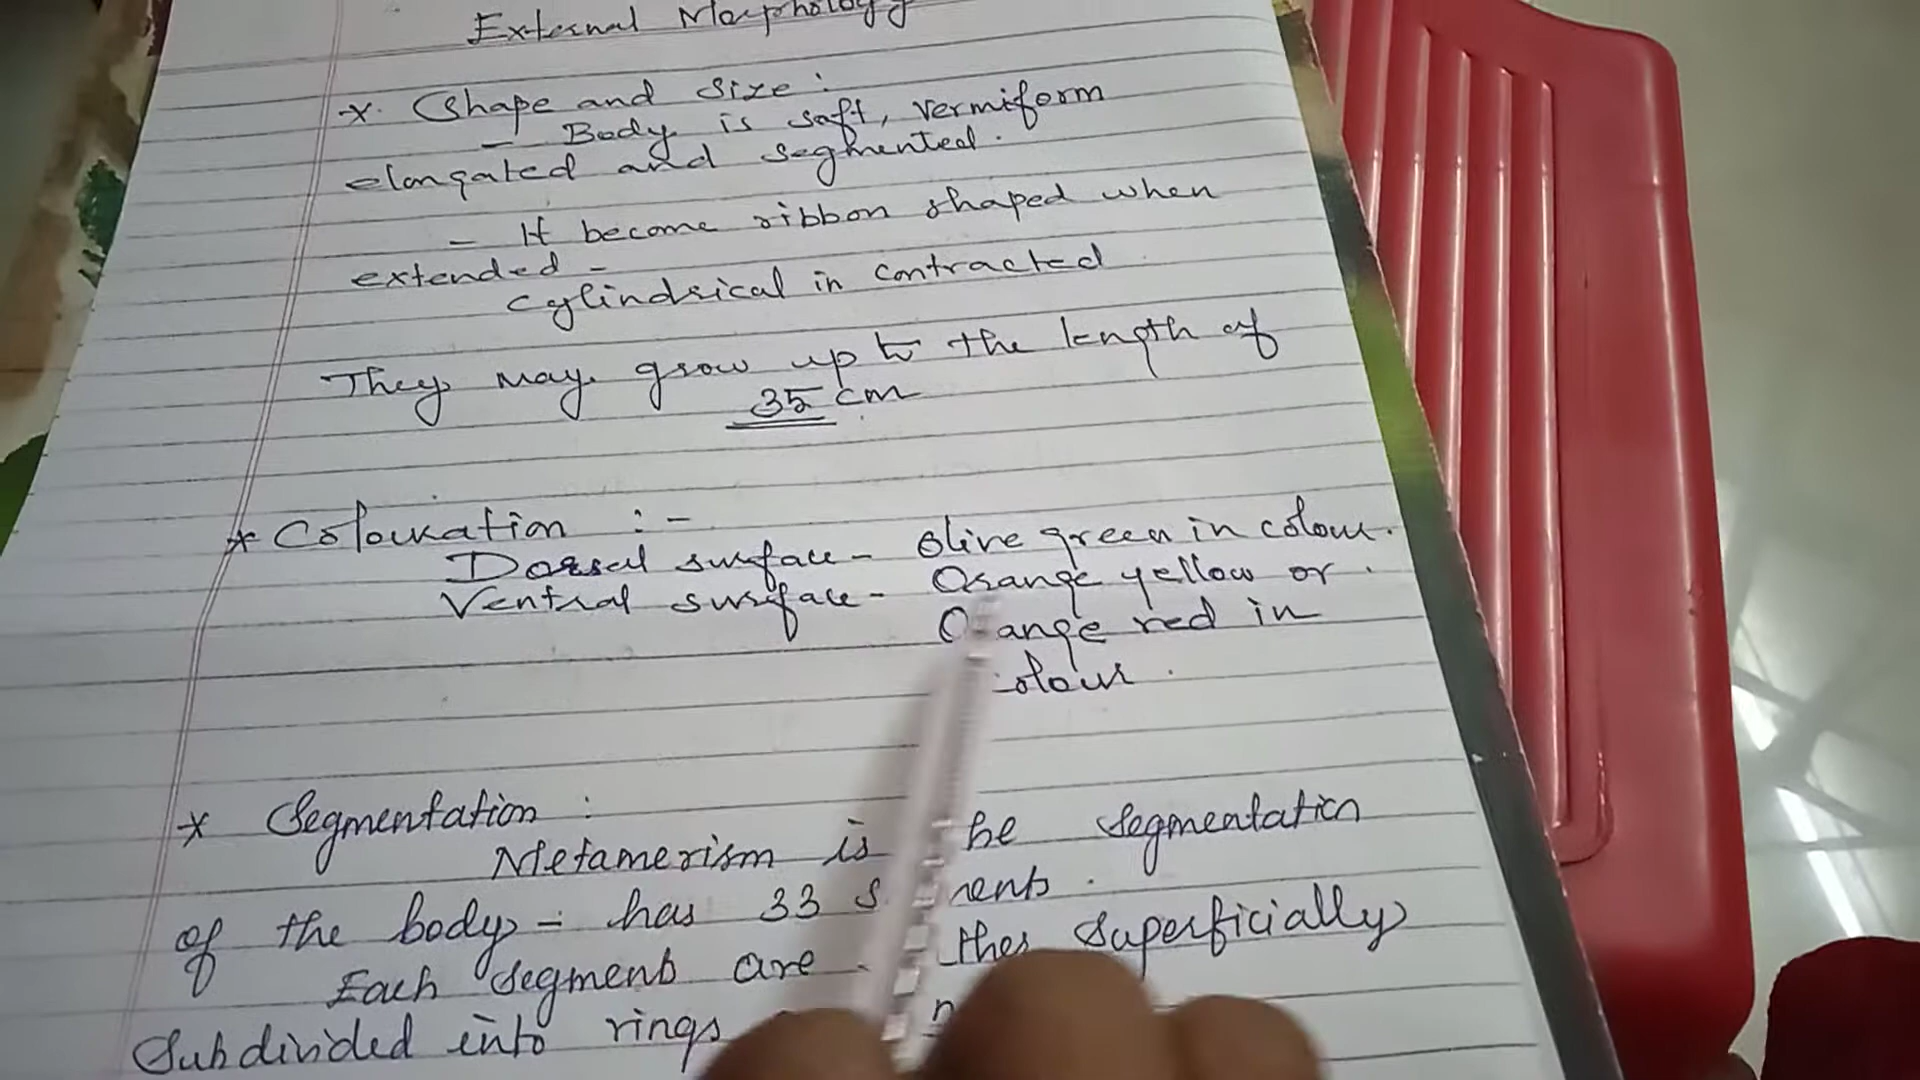 External Morphology
* Shape and Size :
- Body is soft, vermiform
elongated and segmented.
- It become ribbon shaped when
extended -
Cylindrical in contracted
They may grow up to the length of
35 cm
* Colouration :-
Dorsal surface - Olive green in colour.
Ventral surface - Orange yellow or
Orange red in
colour.
* Segmentation :
Metamerism is the Segmentation
of the body - has 33 segments.
Each segments are superficially
Subdivided into rings